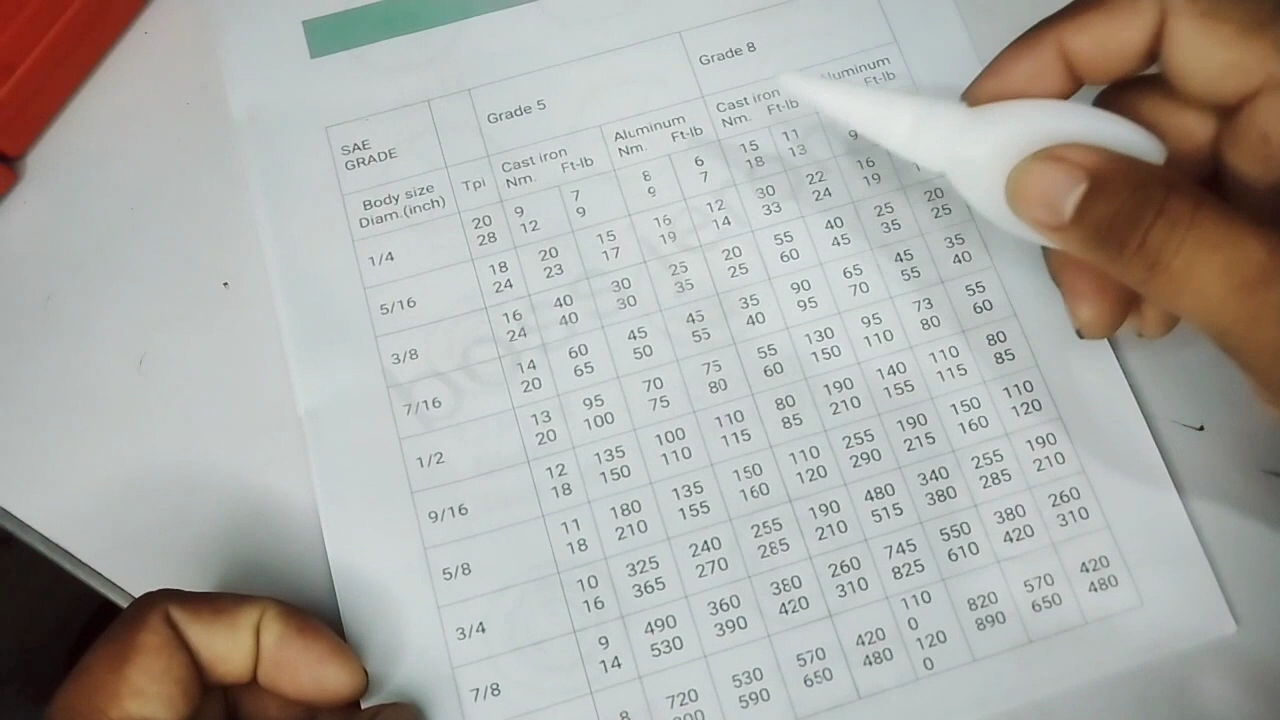 Grade 8
Grade 5
SAE
GRADE
Cast iron
Nm. Ft-lb
Aluminum
Nm. Ft-lb
Cast iron
Nm. Ft-lb
Ft-lb
Body size
Diam.(inch)
Tpi
1/4
20 9 7 8 6 15 11 9
28 12 9 9 7 18 13
5/16
18 20 15 16 12 30 22 16
24 23 17 19 14 33 24 19
3/8
16 40 30 25 20 55 40 25 20
24 40 30 35 25 60 45 35 25
7/16
14 60 45 45 35 90 65 45 35
20 65 50 55 40 95 70 55 40
1/2
13 95 70 75 55 130 95 73 55
20 100 75 80 60 150 110 80 60
9/16
12 135 100 110 80 190 140 110 80
18 150 110 115 85 210 155 115 85
5/8
11 180 135 150 110 255 190 150 110
18 210 155 160 120 290 215 160 120
3/4
10 325 240 255 190 480 340 255 190
16 365 270 285 210 515 380 285 210
7/8
9 490 360 380 260 745 550 380 260
14 530 390 420 310 825 610 420 310
8 720 530 570 420 110 820 570 420
590 650 480 0 890 650 480
120
0